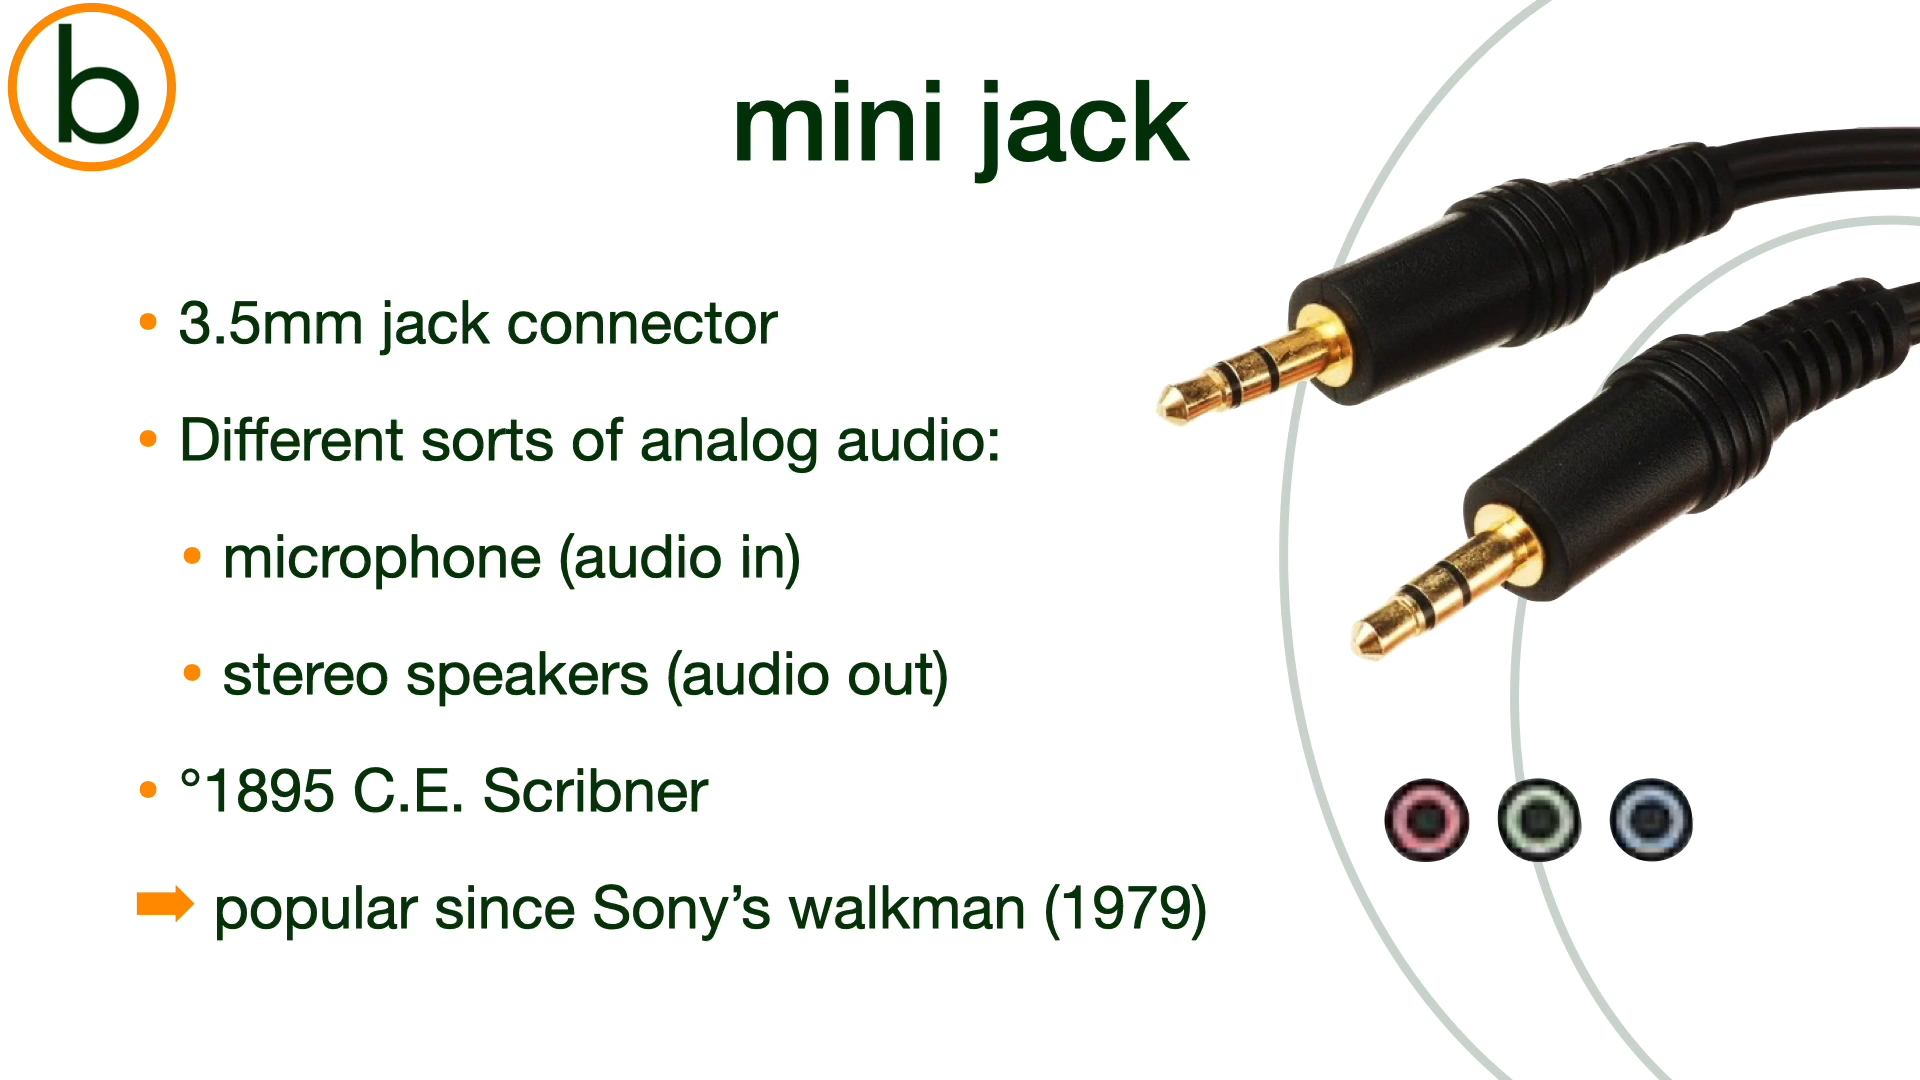 b
mini jack
• 3.5mm jack connector
• Different sorts of analog audio:
• microphone (audio in)
• stereo speakers (audio out)
• °1895 C.E. Scribner
➡ popular since Sony’s walkman (1979)